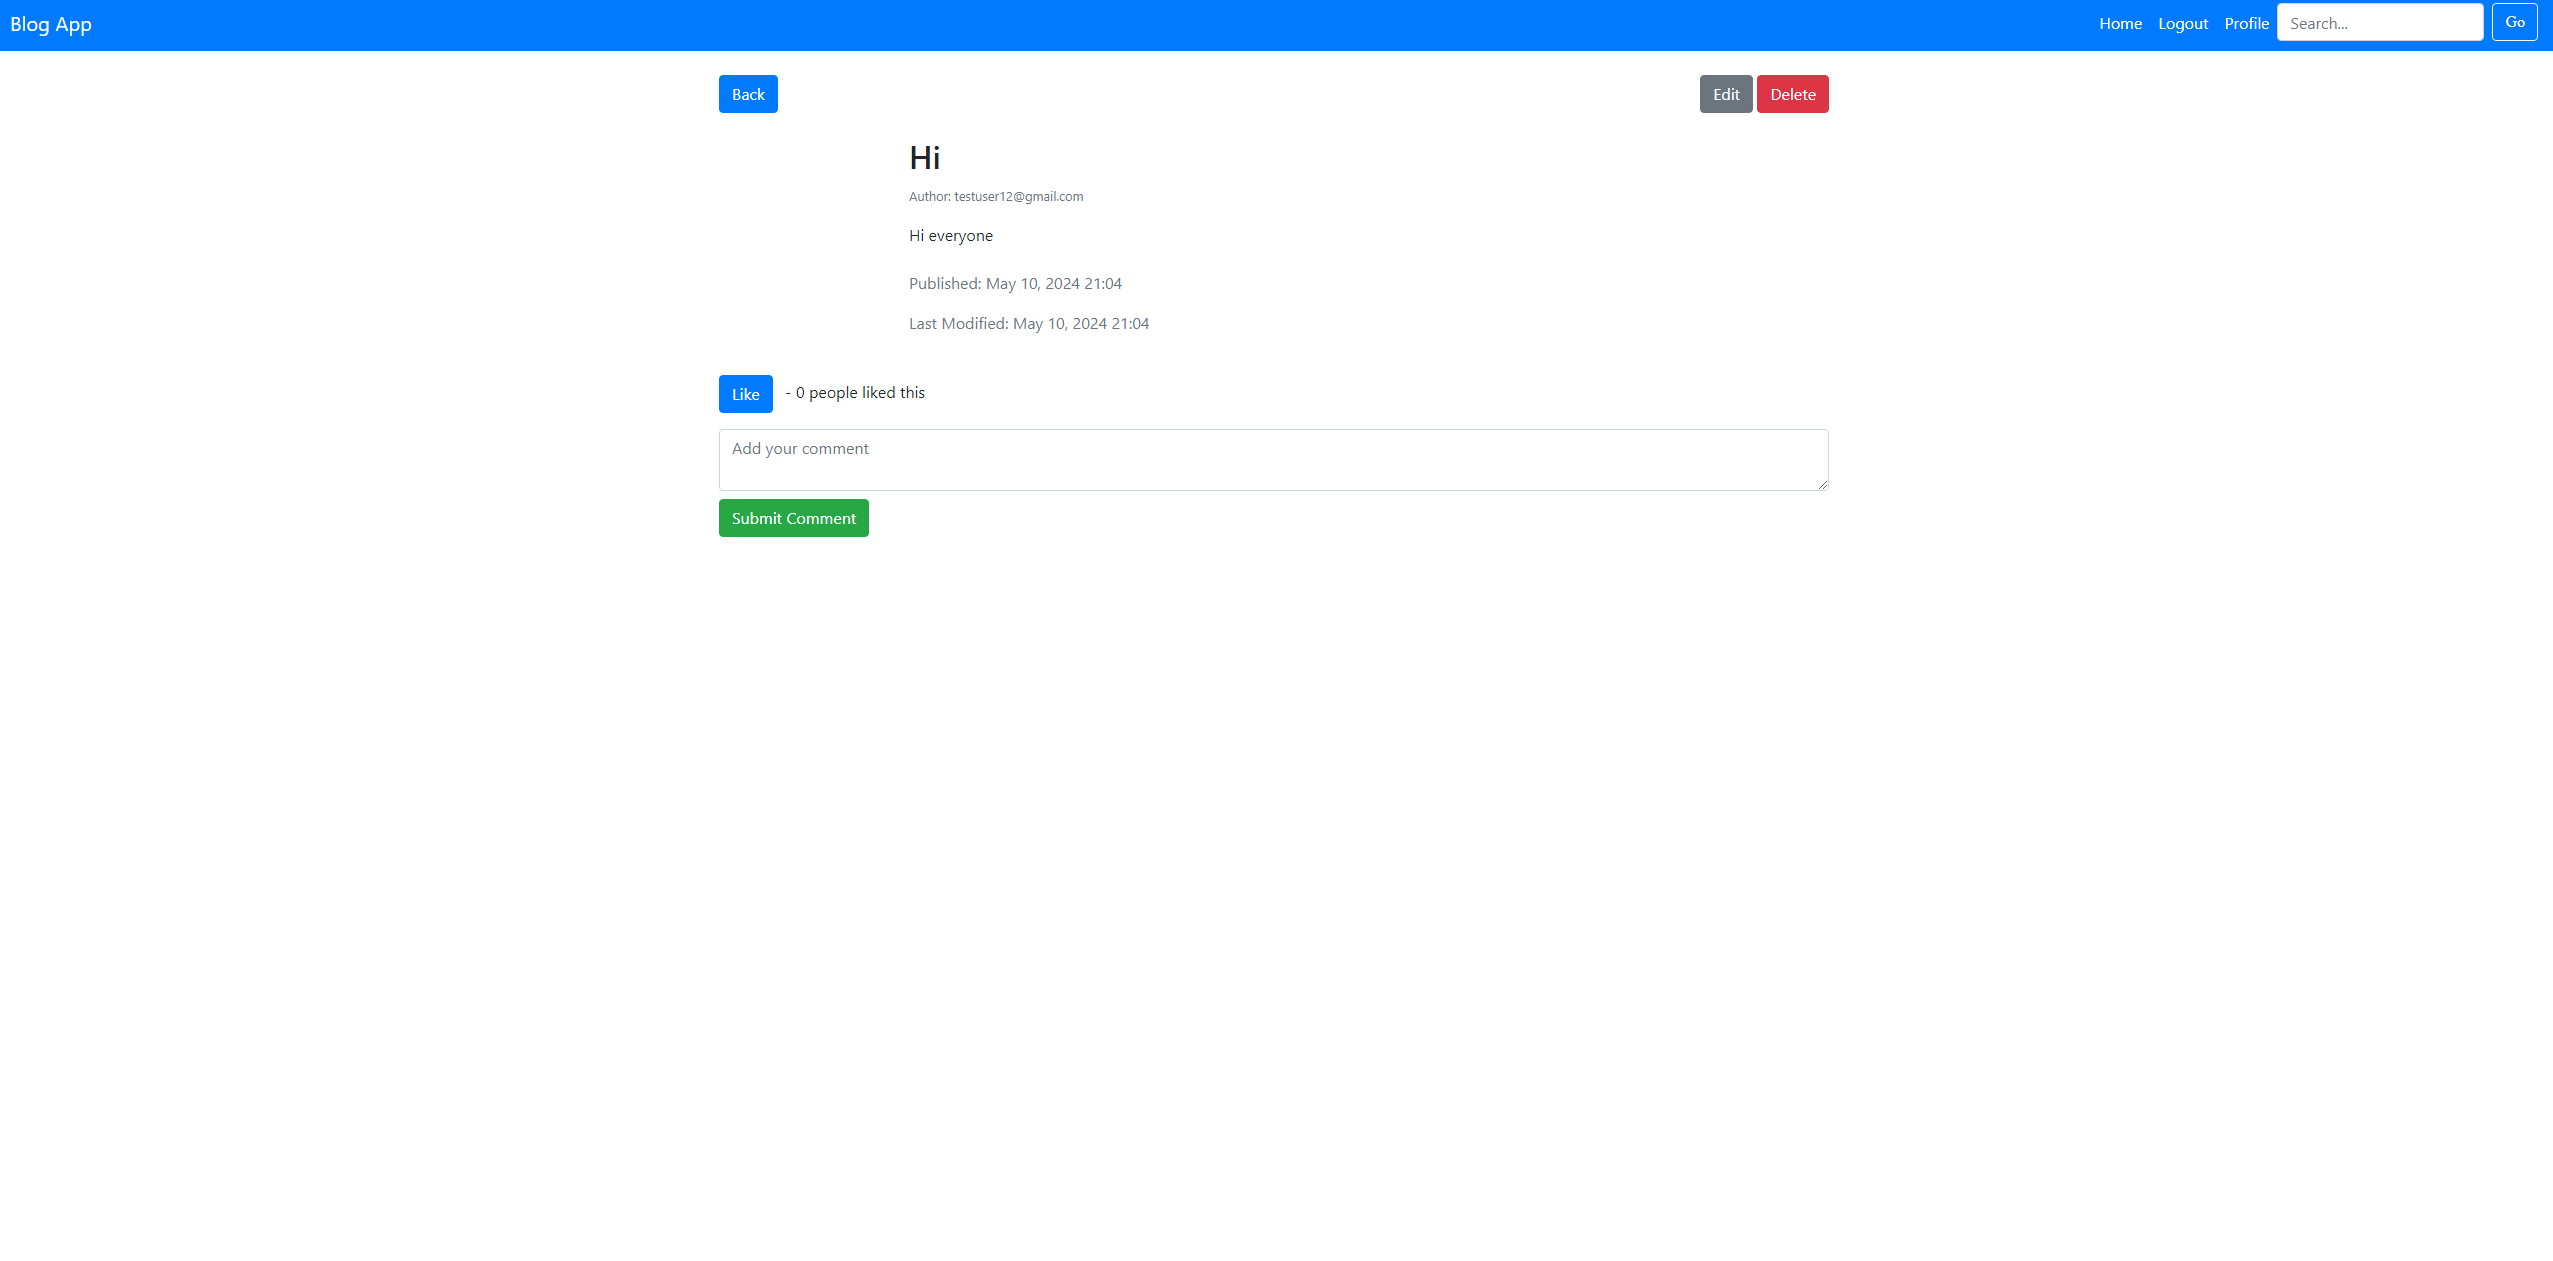 Blog App Home Logout Profile Search... Go
Back Edit Delete
Hi
Author: testuser12@gmail.com
Hi everyone
Published: May 10, 2024 21:04
Last Modified: May 10, 2024 21:04
Like - 0 people liked this
Add your comment
Submit Comment